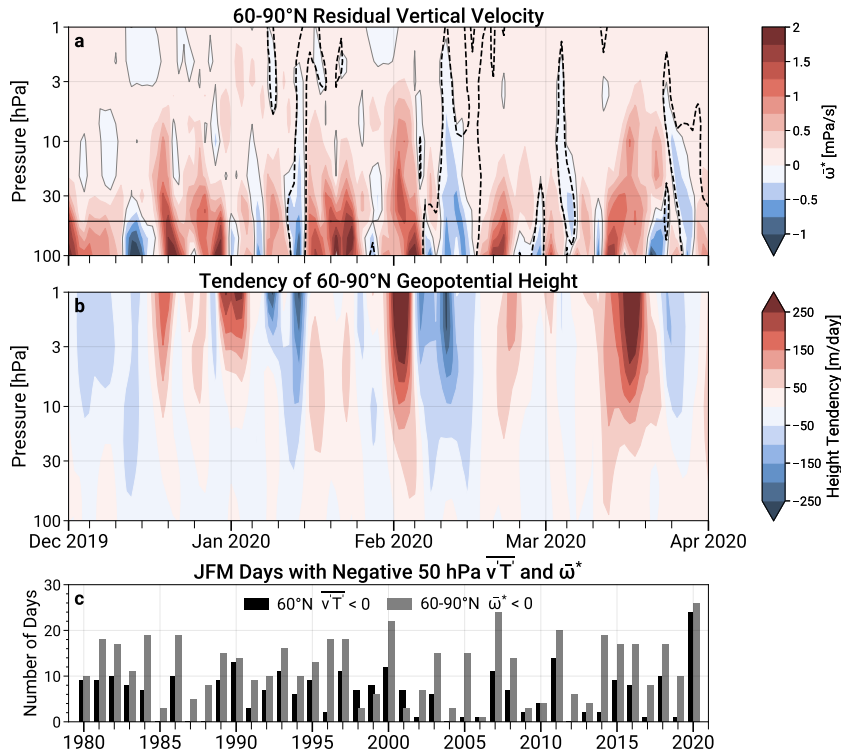 60-90°N Residual Vertical Velocity
a
Pressure [hPa]
1
3
10
30
100
2
1.5
1
0.5
0
−0.5
−1
ω̄* [mPa/s]
Tendency of 60-90°N Geopotential Height
b
Pressure [hPa]
1
3
10
30
100
Dec 2019 Jan 2020 Feb 2020 Mar 2020 Apr 2020
250
150
50
−50
−150
−250
Height Tendency [m/day]
JFM Days with Negative 50 hPa v'T' and ω̄*
c
60°N v'T' < 0 60-90°N ω̄* < 0
Number of Days
30
20
10
0
1980 1985 1990 1995 2000 2005 2010 2015 2020